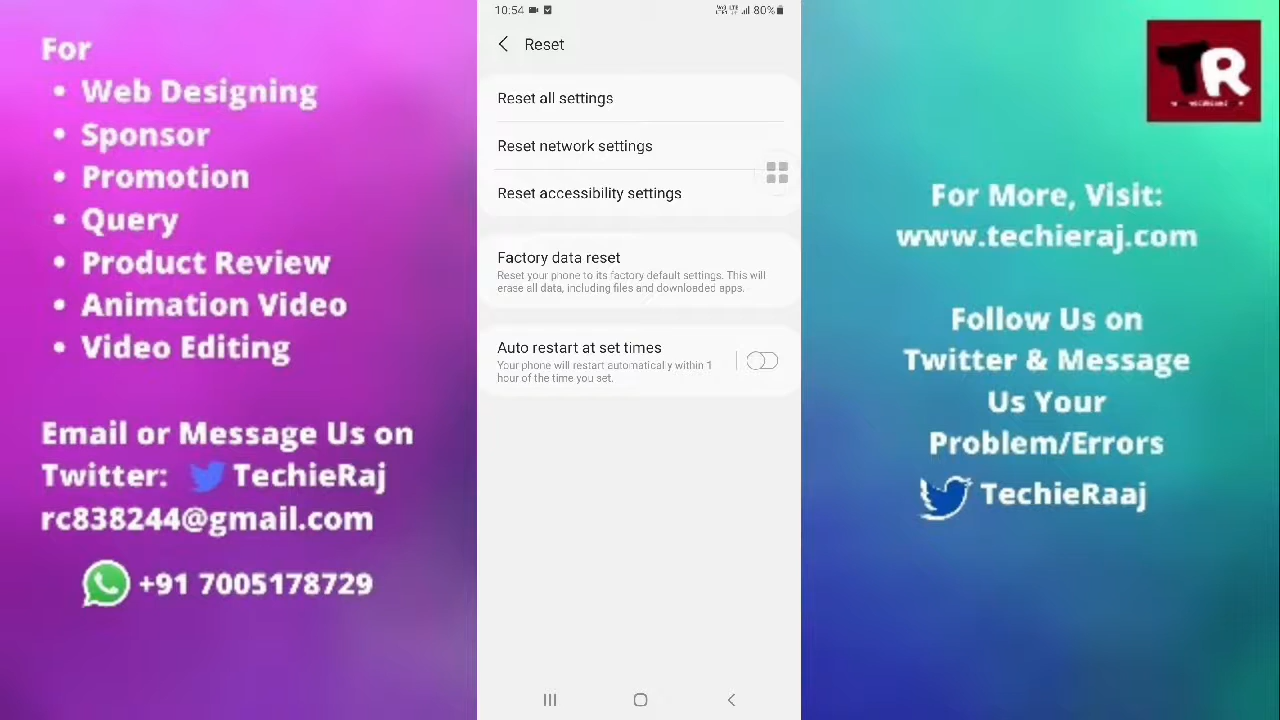 For
• Web Designing
• Sponsor
• Promotion
• Query
• Product Review
• Animation Video
• Video Editing
Email or Message Us on
Twitter: TechieRaj
rc838244@gmail.com
+91 7005178729
10:54
80%
Reset
Reset all settings
Reset network settings
Reset accessibility settings
Factory data reset
Reset your phone to its factory default settings. This will
erase all data, including files and downloaded apps.
Auto restart at set times
Your phone will restart automatically within 1
hour of the time you set.
TR
For More, Visit:
www.techieraj.com
Follow Us on
Twitter & Message
Us Your
Problem/Errors
TechieRaaj